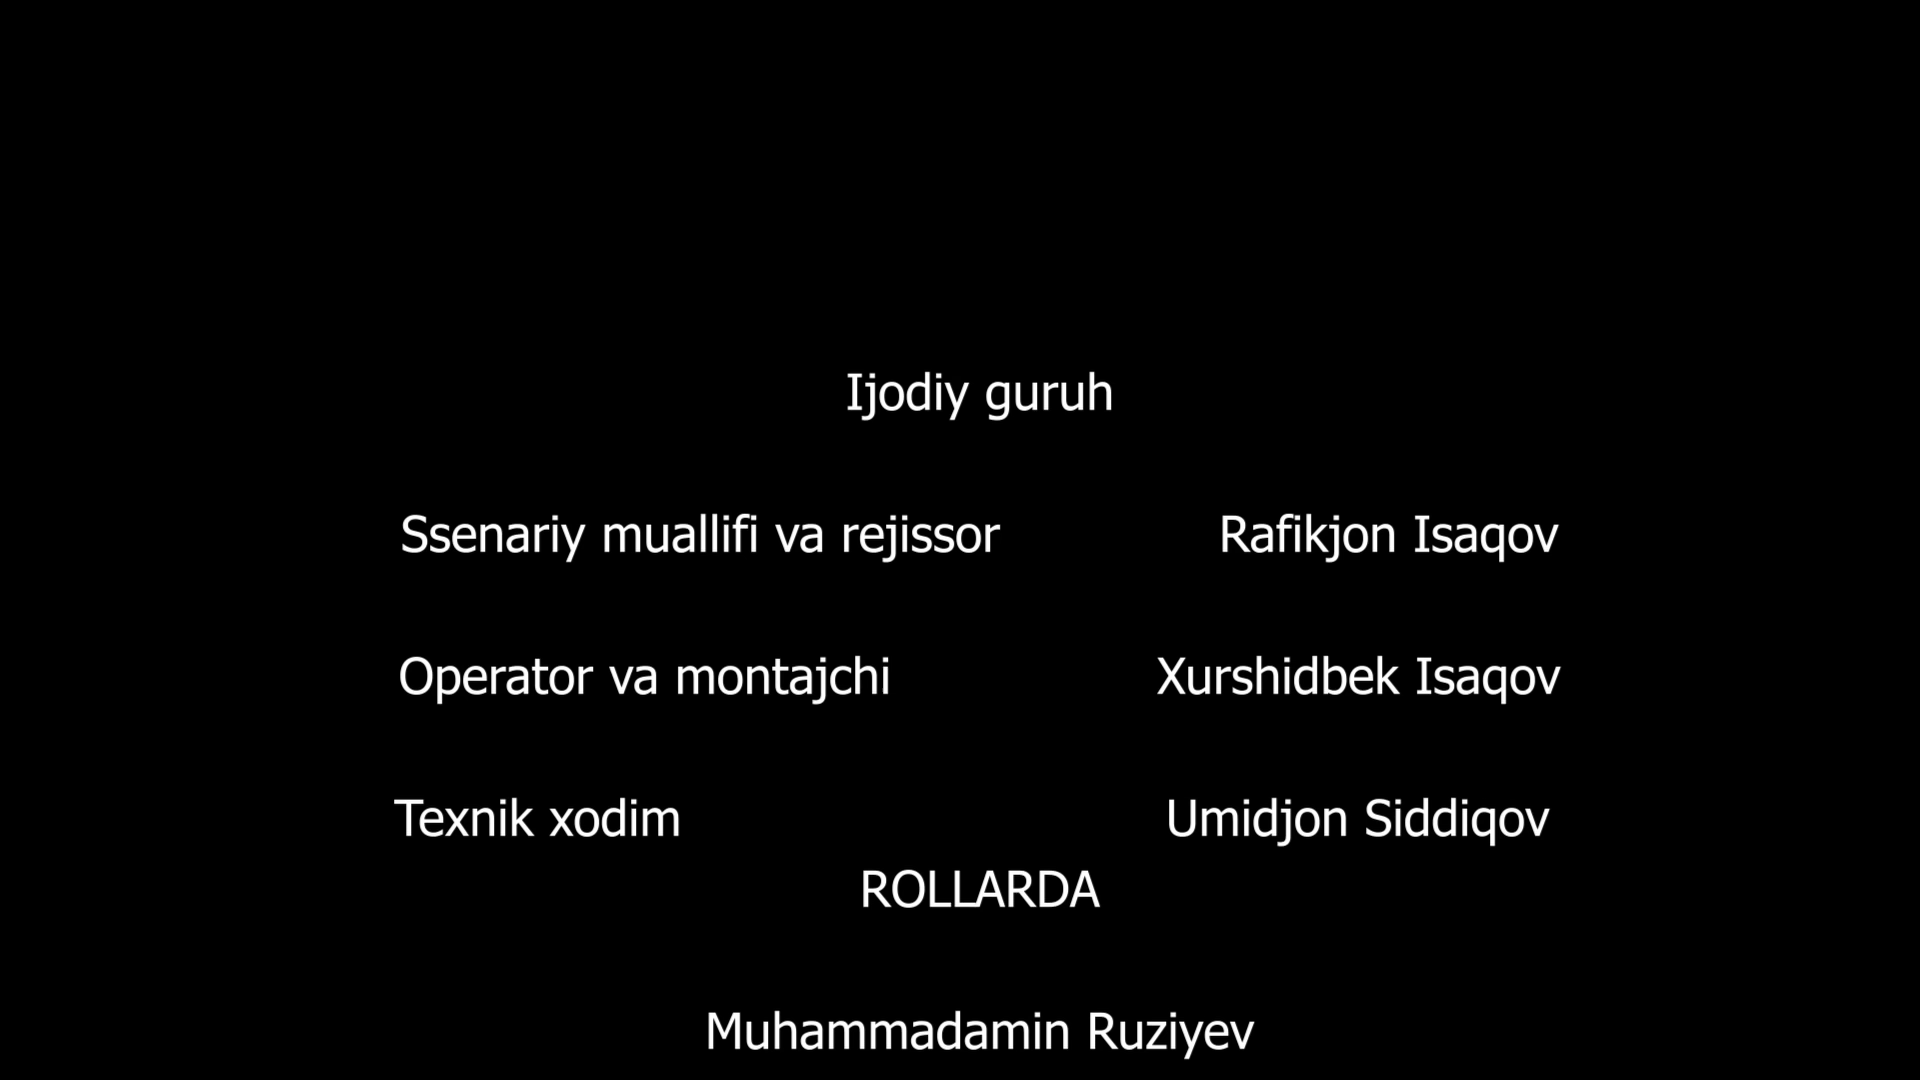 Ijodiy guruh
Ssenariy muallifi va rejissor Rafikjon Isaqov
Operator va montajchi Xurshidbek Isaqov
Texnik xodim Umidjon Siddiqov
ROLLARDA
Muhammadamin Ruziyev